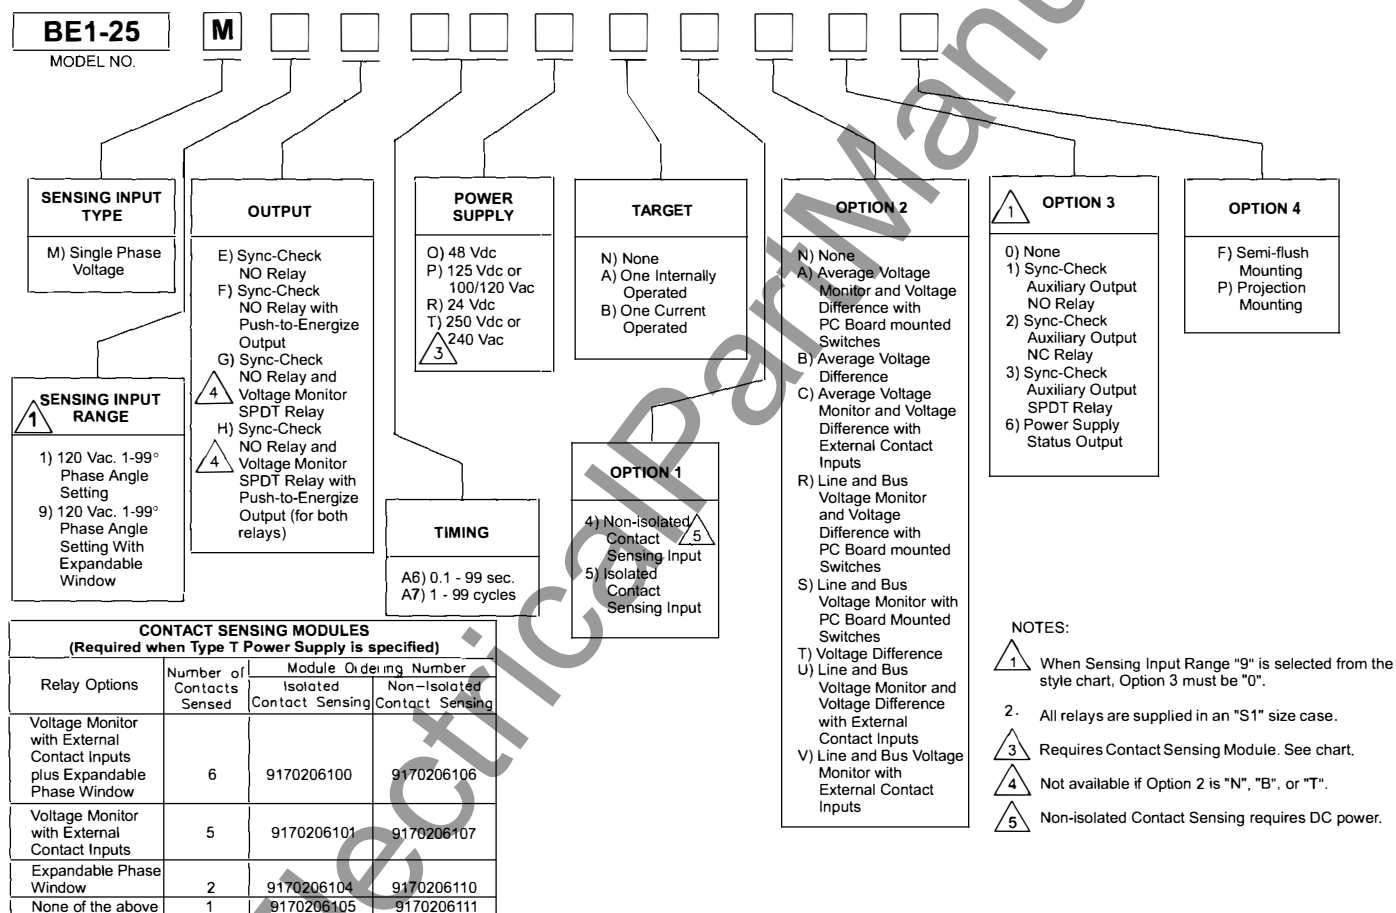 BE1-25
MODEL NO.
M
SENSING INPUT
TYPE
M) Single Phase
Voltage
1
SENSING INPUT
RANGE
1) 120 Vac. 1-99°
Phase Angle
Setting
9) 120 Vac. 1-99°
Phase Angle
Setting With
Expandable
Window
OUTPUT
E) Sync-Check
NO Relay
F) Sync-Check
NO Relay with
Push-to-Energize
Output
G) Sync-Check
NO Relay and
Voltage Monitor
SPDT Relay
4
H) Sync-Check
NO Relay and
Voltage Monitor
SPDT Relay with
Push-to-Energize
Output (for both
relays)
4
TIMING
A6) 0.1 - 99 sec.
A7) 1 - 99 cycles
POWER
SUPPLY
O) 48 Vdc
P) 125 Vdc or
100/120 Vac
R) 24 Vdc
T) 250 Vdc or
240 Vac
3
TARGET
N) None
A) One Internally
Operated
B) One Current
Operated
OPTION 1
4) Non-isolated
Contact
Sensing Input
5
5) Isolated
Contact
Sensing Input
OPTION 2
N) None
A) Average Voltage
Monitor and Voltage
Difference with
PC Board mounted
Switches
B) Average Voltage
Difference
C) Average Voltage
Monitor and Voltage
Difference with
External Contact
Inputs
R) Line and Bus
Voltage Monitor
and Voltage
Difference with
PC Board mounted
Switches
S) Line and Bus
Voltage Monitor with
PC Board Mounted
Switches
T) Voltage Difference
U) Line and Bus
Voltage Monitor and
Voltage Difference
with External
Contact Inputs
V) Line and Bus Voltage
Monitor with
External Contact
Inputs
1
OPTION 3
0) None
1) Sync-Check
Auxiliary Output
NO Relay
2) Sync-Check
Auxiliary Output
NC Relay
3) Sync-Check
Auxiliary Output
SPDT Relay
6) Power Supply
Status Output
OPTION 4
F) Semi-flush
Mounting
P) Projection
Mounting
CONTACT SENSING MODULES
(Required when Type T Power Supply is specified)
Relay Options
Number of
Contacts
Sensed
Module Ordering Number
Isolated
Contact Sensing
Non-Isolated
Contact Sensing
Voltage Monitor
with External
Contact Inputs
plus Expandable
Phase Window
6 9170206100 9170206106
Voltage Monitor
with External
Contact Inputs
5 9170206101 9170206107
Expandable Phase
Window
2 9170206104 9170206110
None of the above 1 9170206105 9170206111
NOTES:
1 When Sensing Input Range "9" is selected from the
style chart, Option 3 must be "0".
2. All relays are supplied in an "S1" size case.
3 Requires Contact Sensing Module. See chart.
4 Not available if Option 2 is "N", "B", or "T".
5 Non-isolated Contact Sensing requires DC power.